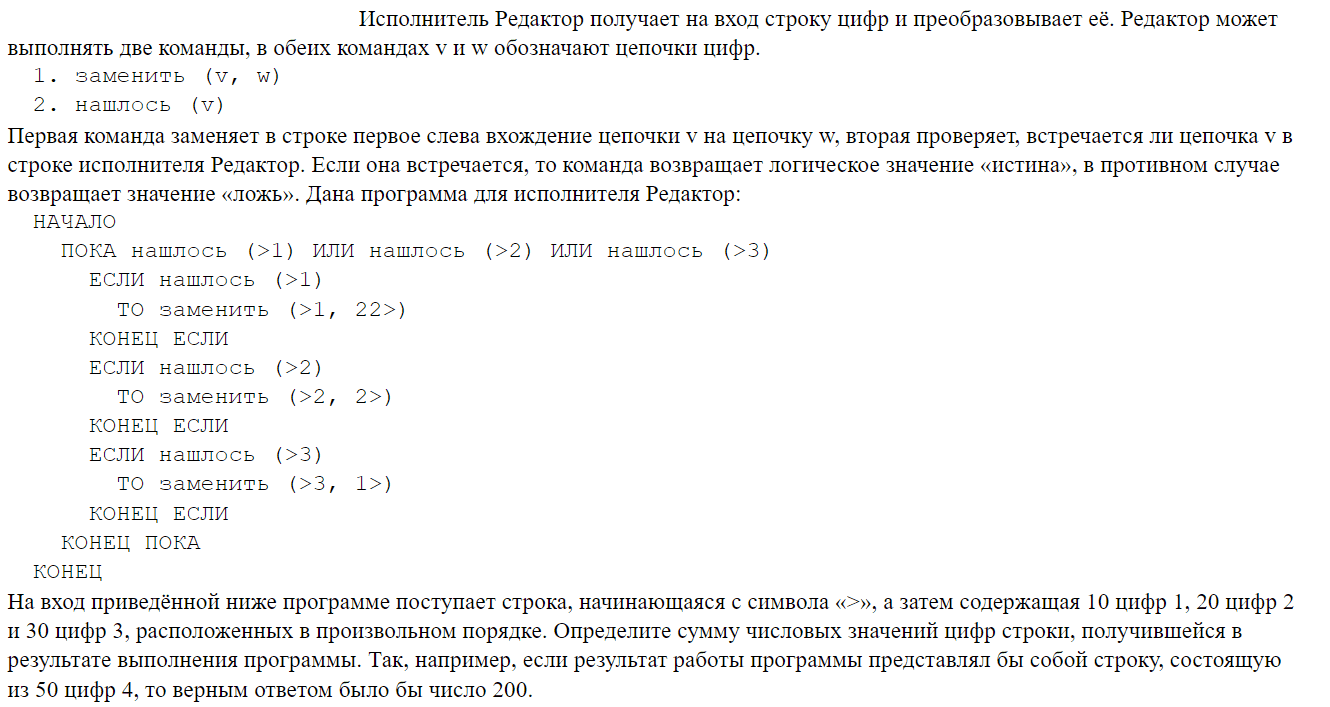 Исполнитель Редактор получает на вход строку цифр и преобразовывает её. Редактор может
выполнять две команды, в обеих командах v и w обозначают цепочки цифр.
1. заменить (v, w)
2. нашлось (v)
Первая команда заменяет в строке первое слева вхождение цепочки v на цепочку w, вторая проверяет, встречается ли цепочка v в
строке исполнителя Редактор. Если она встречается, то команда возвращает логическое значение «истина», в противном случае
возвращает значение «ложь». Дана программа для исполнителя Редактор:
НАЧАЛО
ПОКА нашлось (>1) ИЛИ нашлось (>2) ИЛИ нашлось (>3)
ЕСЛИ нашлось (>1)
ТО заменить (>1, 22>)
КОНЕЦ ЕСЛИ
ЕСЛИ нашлось (>2)
ТО заменить (>2, 2>)
КОНЕЦ ЕСЛИ
ЕСЛИ нашлось (>3)
ТО заменить (>3, 1>)
КОНЕЦ ЕСЛИ
КОНЕЦ ПОКА
КОНЕЦ
На вход приведённой ниже программе поступает строка, начинающаяся с символа «>», а затем содержащая 10 цифр 1, 20 цифр 2
и 30 цифр 3, расположенных в произвольном порядке. Определите сумму числовых значений цифр строки, получившейся в
результате выполнения программы. Так, например, если результат работы программы представлял бы собой строку, состоящую
из 50 цифр 4, то верным ответом было бы число 200.